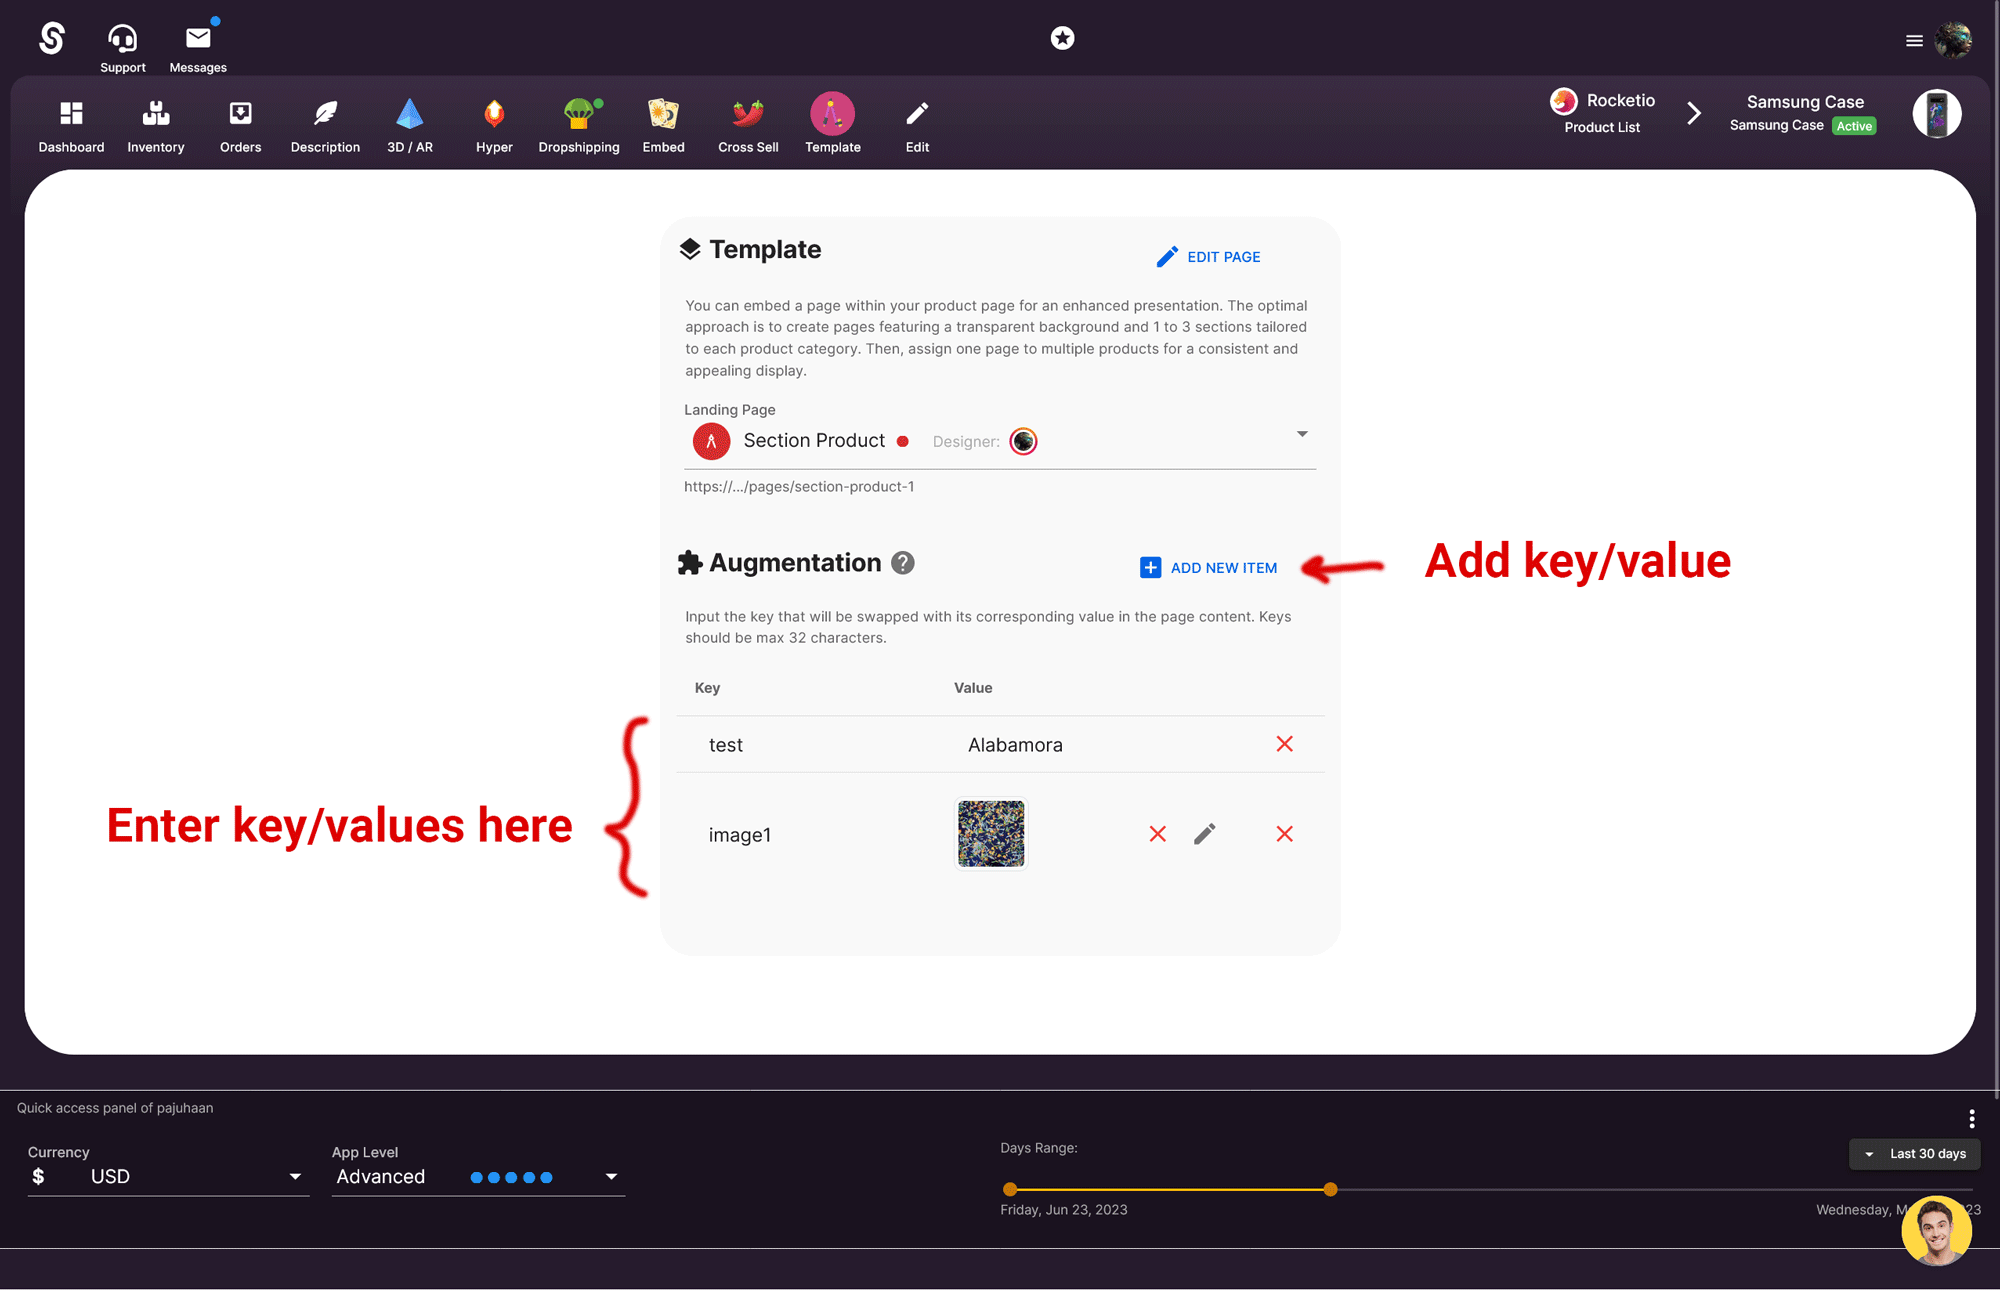 Support
Messages
Dashboard
Inventory
Orders
Description
3D / AR
Hyper
Dropshipping
Embed
Cross Sell
Template
Edit
Rocketio
Product List
Samsung Case
Samsung Case Active
Template
EDIT PAGE
You can embed a page within your product page for an enhanced presentation. The optimal
approach is to create pages featuring a transparent background and 1 to 3 sections tailored
to each product category. Then, assign one page to multiple products for a consistent and
appealing display.
Landing Page
Section Product Designer:
https://.../pages/section-product-1
Augmentation ?
ADD NEW ITEM
Add key/value
Input the key that will be swapped with its corresponding value in the page content. Keys
should be max 32 characters.
Key Value
test Alabamora
Enter key/values here
image1
Quick access panel of pajuhaan
Currency
$ USD
App Level
Advanced
Days Range:
Last 30 days
Friday, Jun 23, 2023
Wednesday,